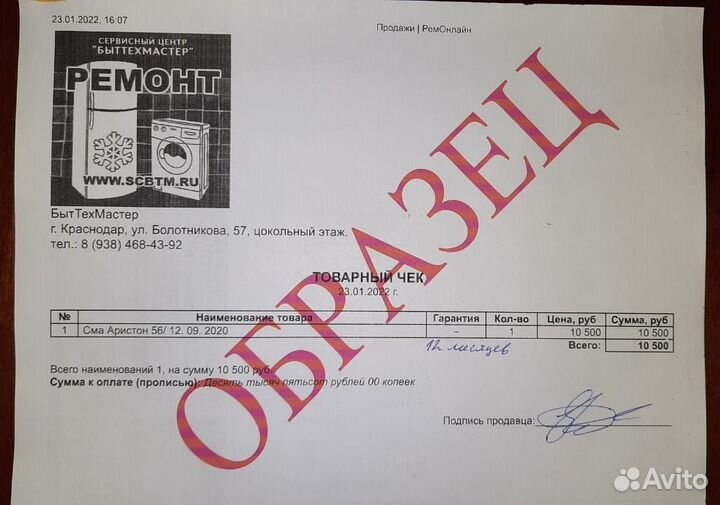 23.01.2022, 16:07
Продажи | РемОнлайн
СЕРВИСНЫЙ ЦЕНТР
"БЫТТЕХМАСТЕР"
РЕМОНТ
WWW.SCBTM.RU
БытТехМастер
г. Краснодар, ул. Болотникова, 57, цокольный этаж.
тел.: 8 (938) 468-43-92
ОБРАЗЕЦ
ТОВАРНЫЙ ЧЕК
23.01.2022 г.
№ Наименование товара Гарантия Кол-во Цена, руб Сумма, руб
1 Сма Аристон 56/ 12. 09. 2020 – 1 10 500 10 500
12 месяцев Всего: 10 500
Всего наименований 1, на сумму 10 500 руб.
Сумма к оплате (прописью): Десять тысяч пятьсот рублей 00 копеек
Подпись продавца:
Avito